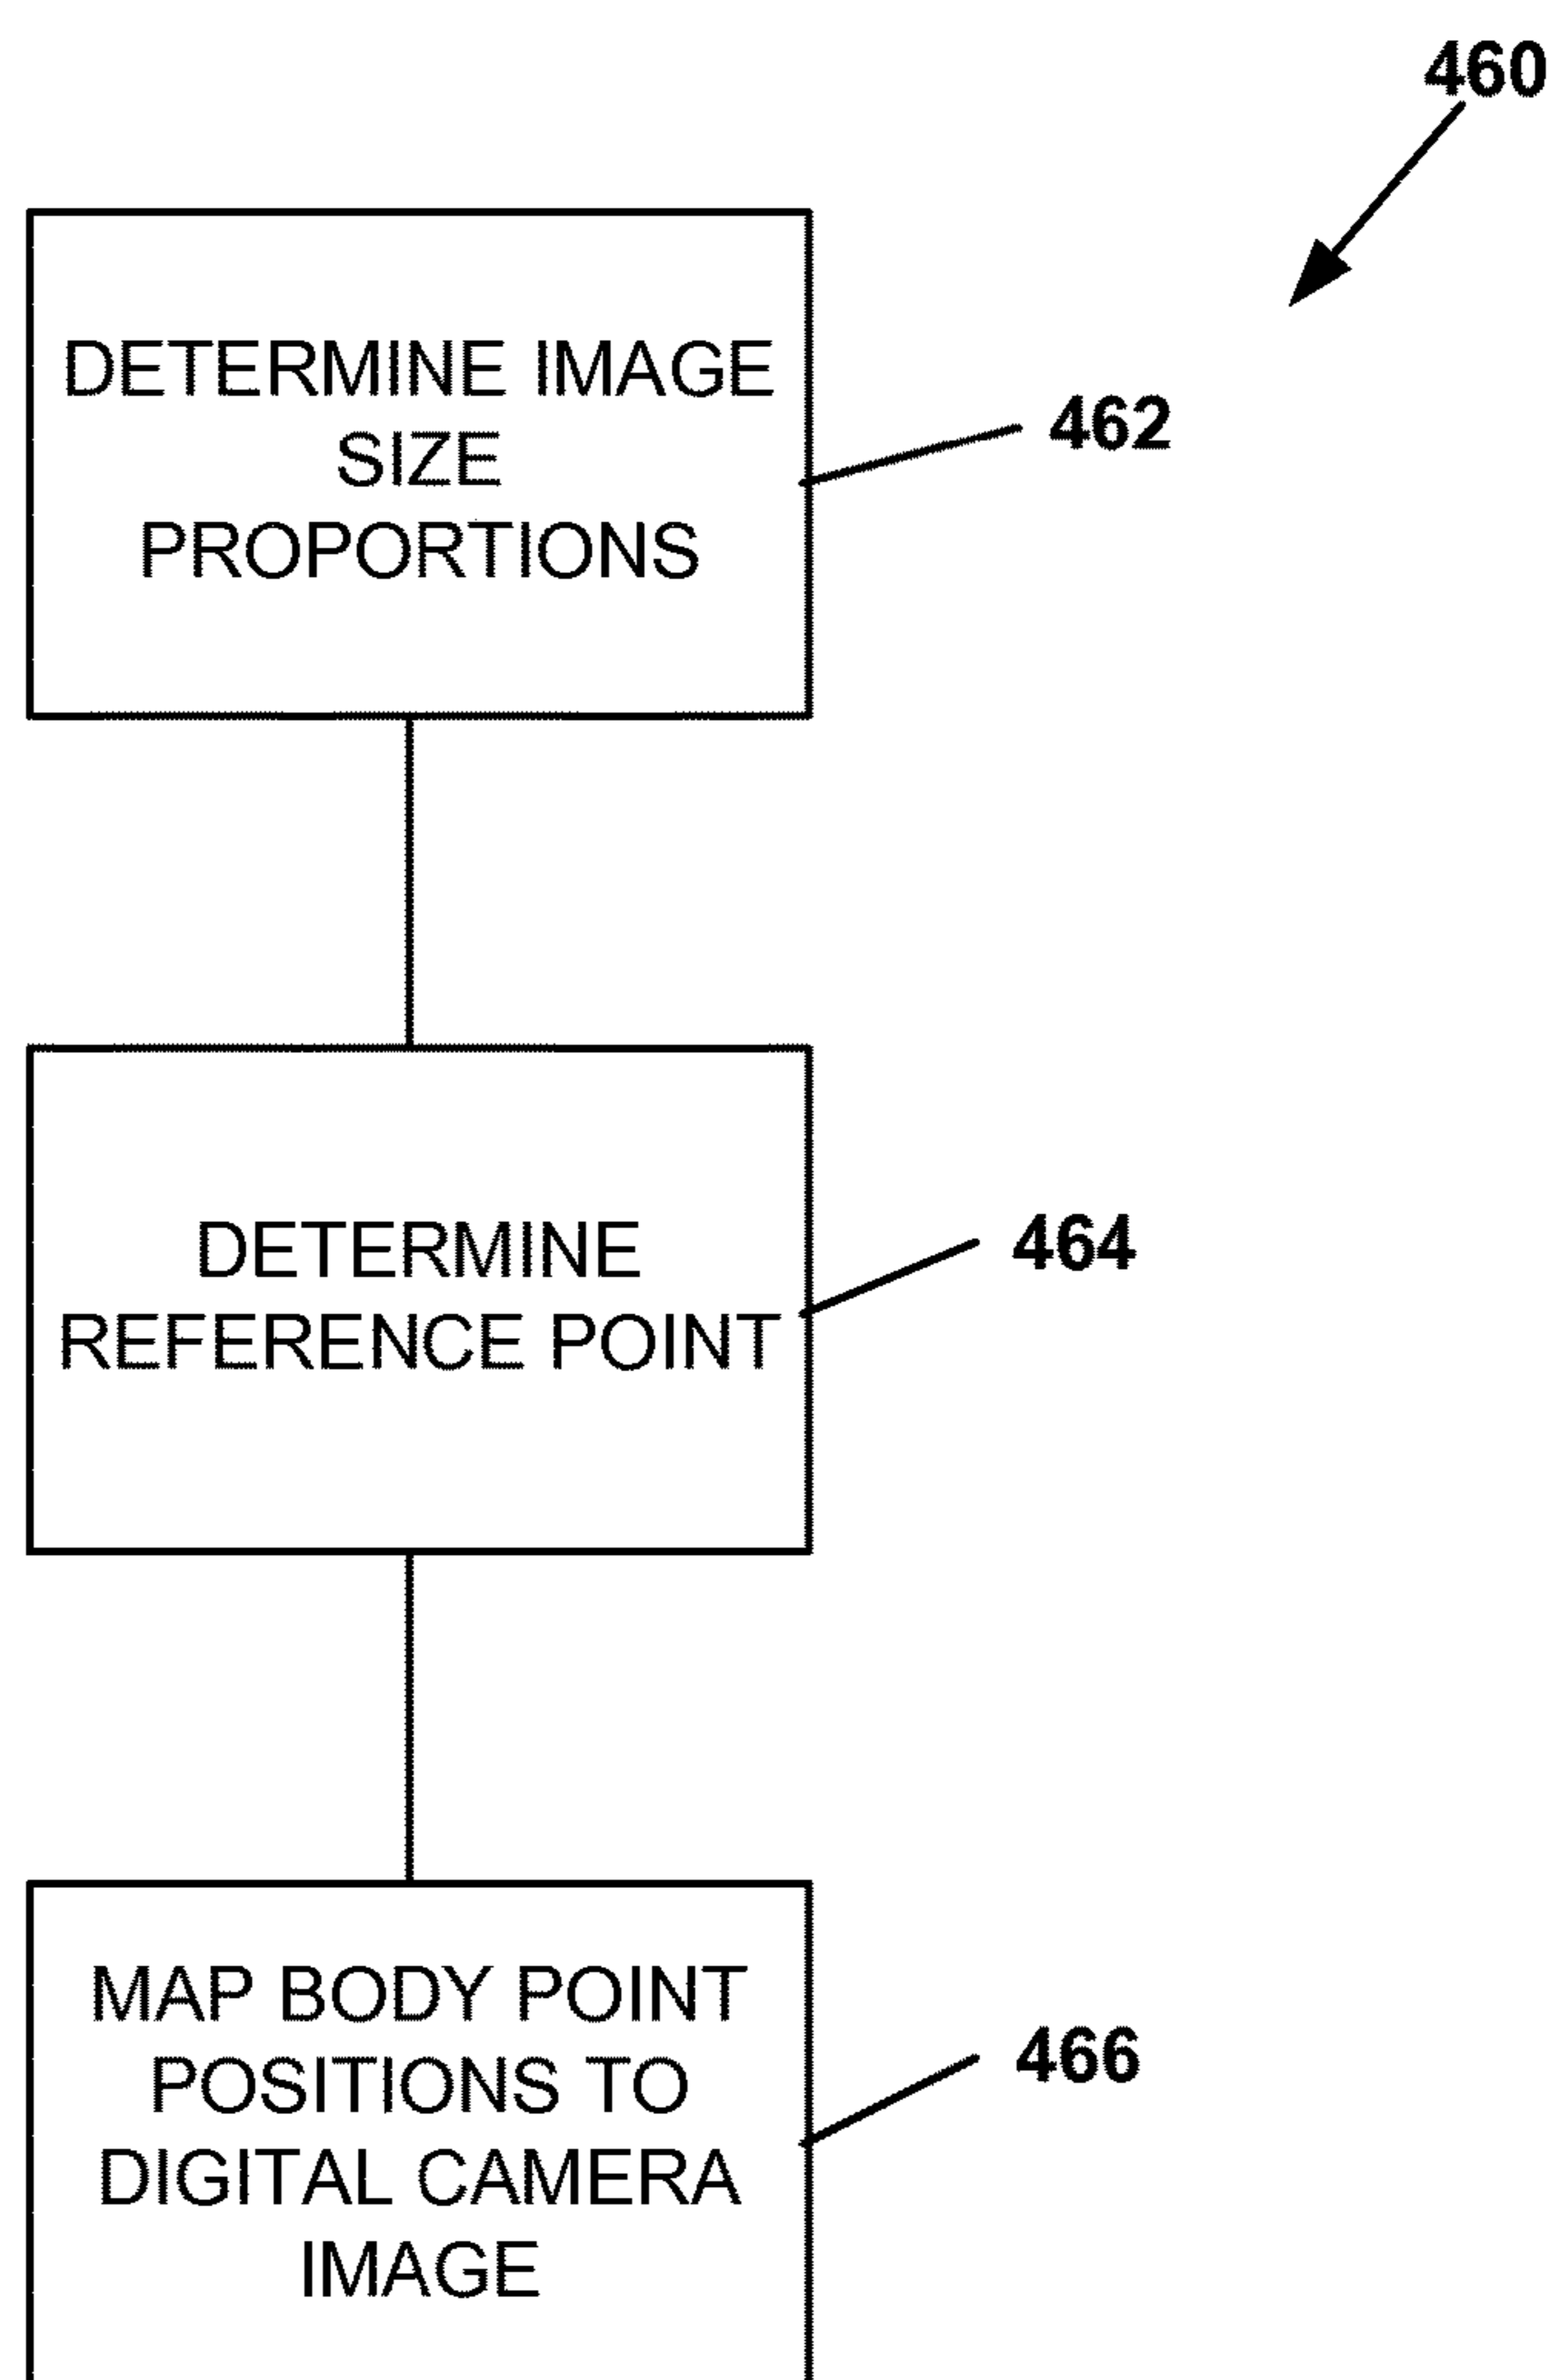 460
DETERMINE IMAGE
SIZE
PROPORTIONS
462
DETERMINE
REFERENCE POINT
464
MAP BODY POINT
POSITIONS TO
DIGITAL CAMERA
IMAGE
466